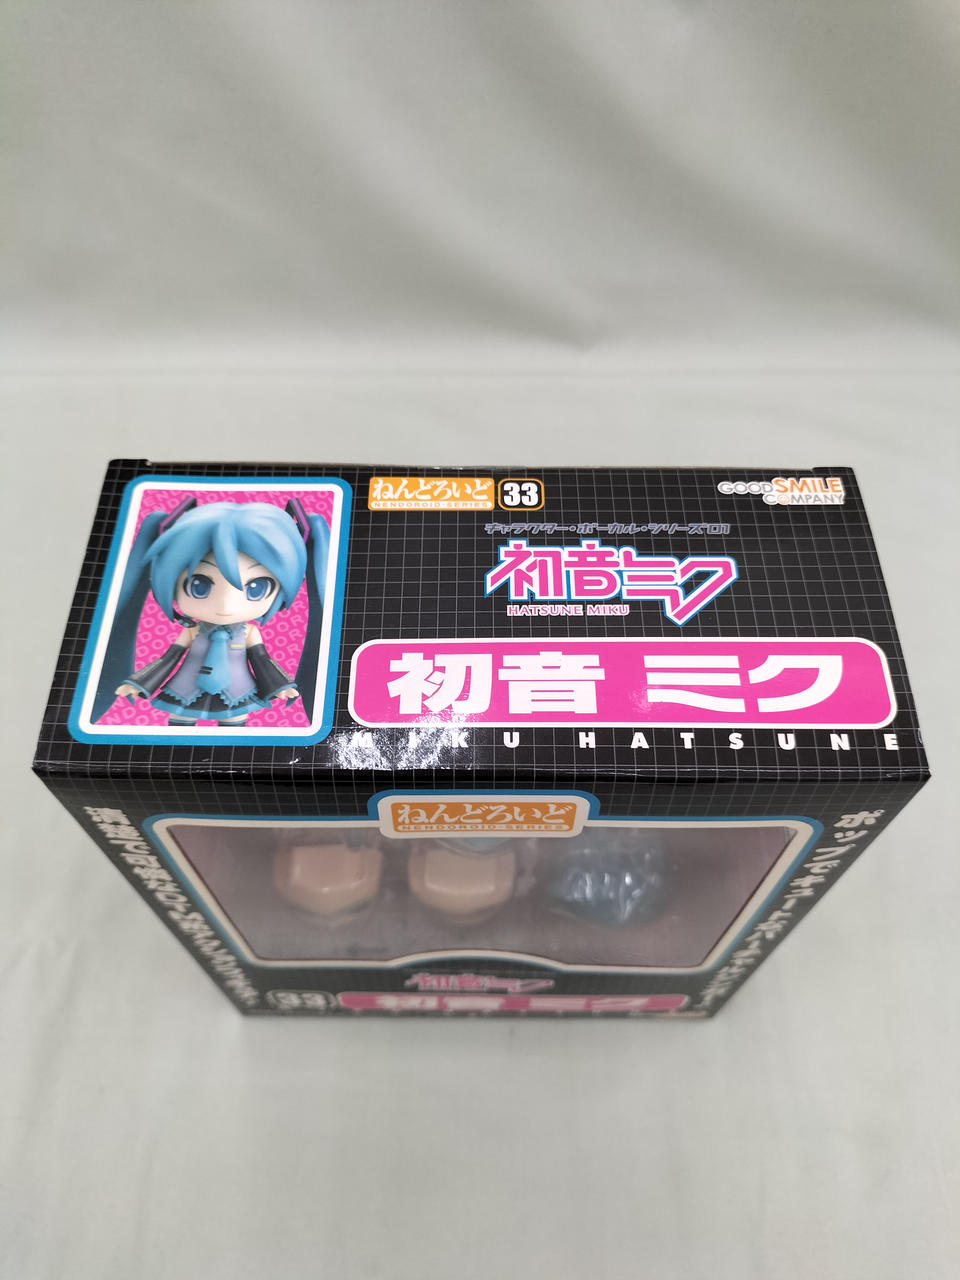 ねんどろいど
NENDOROID-SERIES
33
GOOD SMILE
COMPANY
キャラクター・ボーカル・シリーズ01
初音ミク
HATSUNE MIKU
初音 ミク
MIKU HATSUNE
ねんどろいど
NENDOROID-SERIES
初音ミク
33
初音 ミク